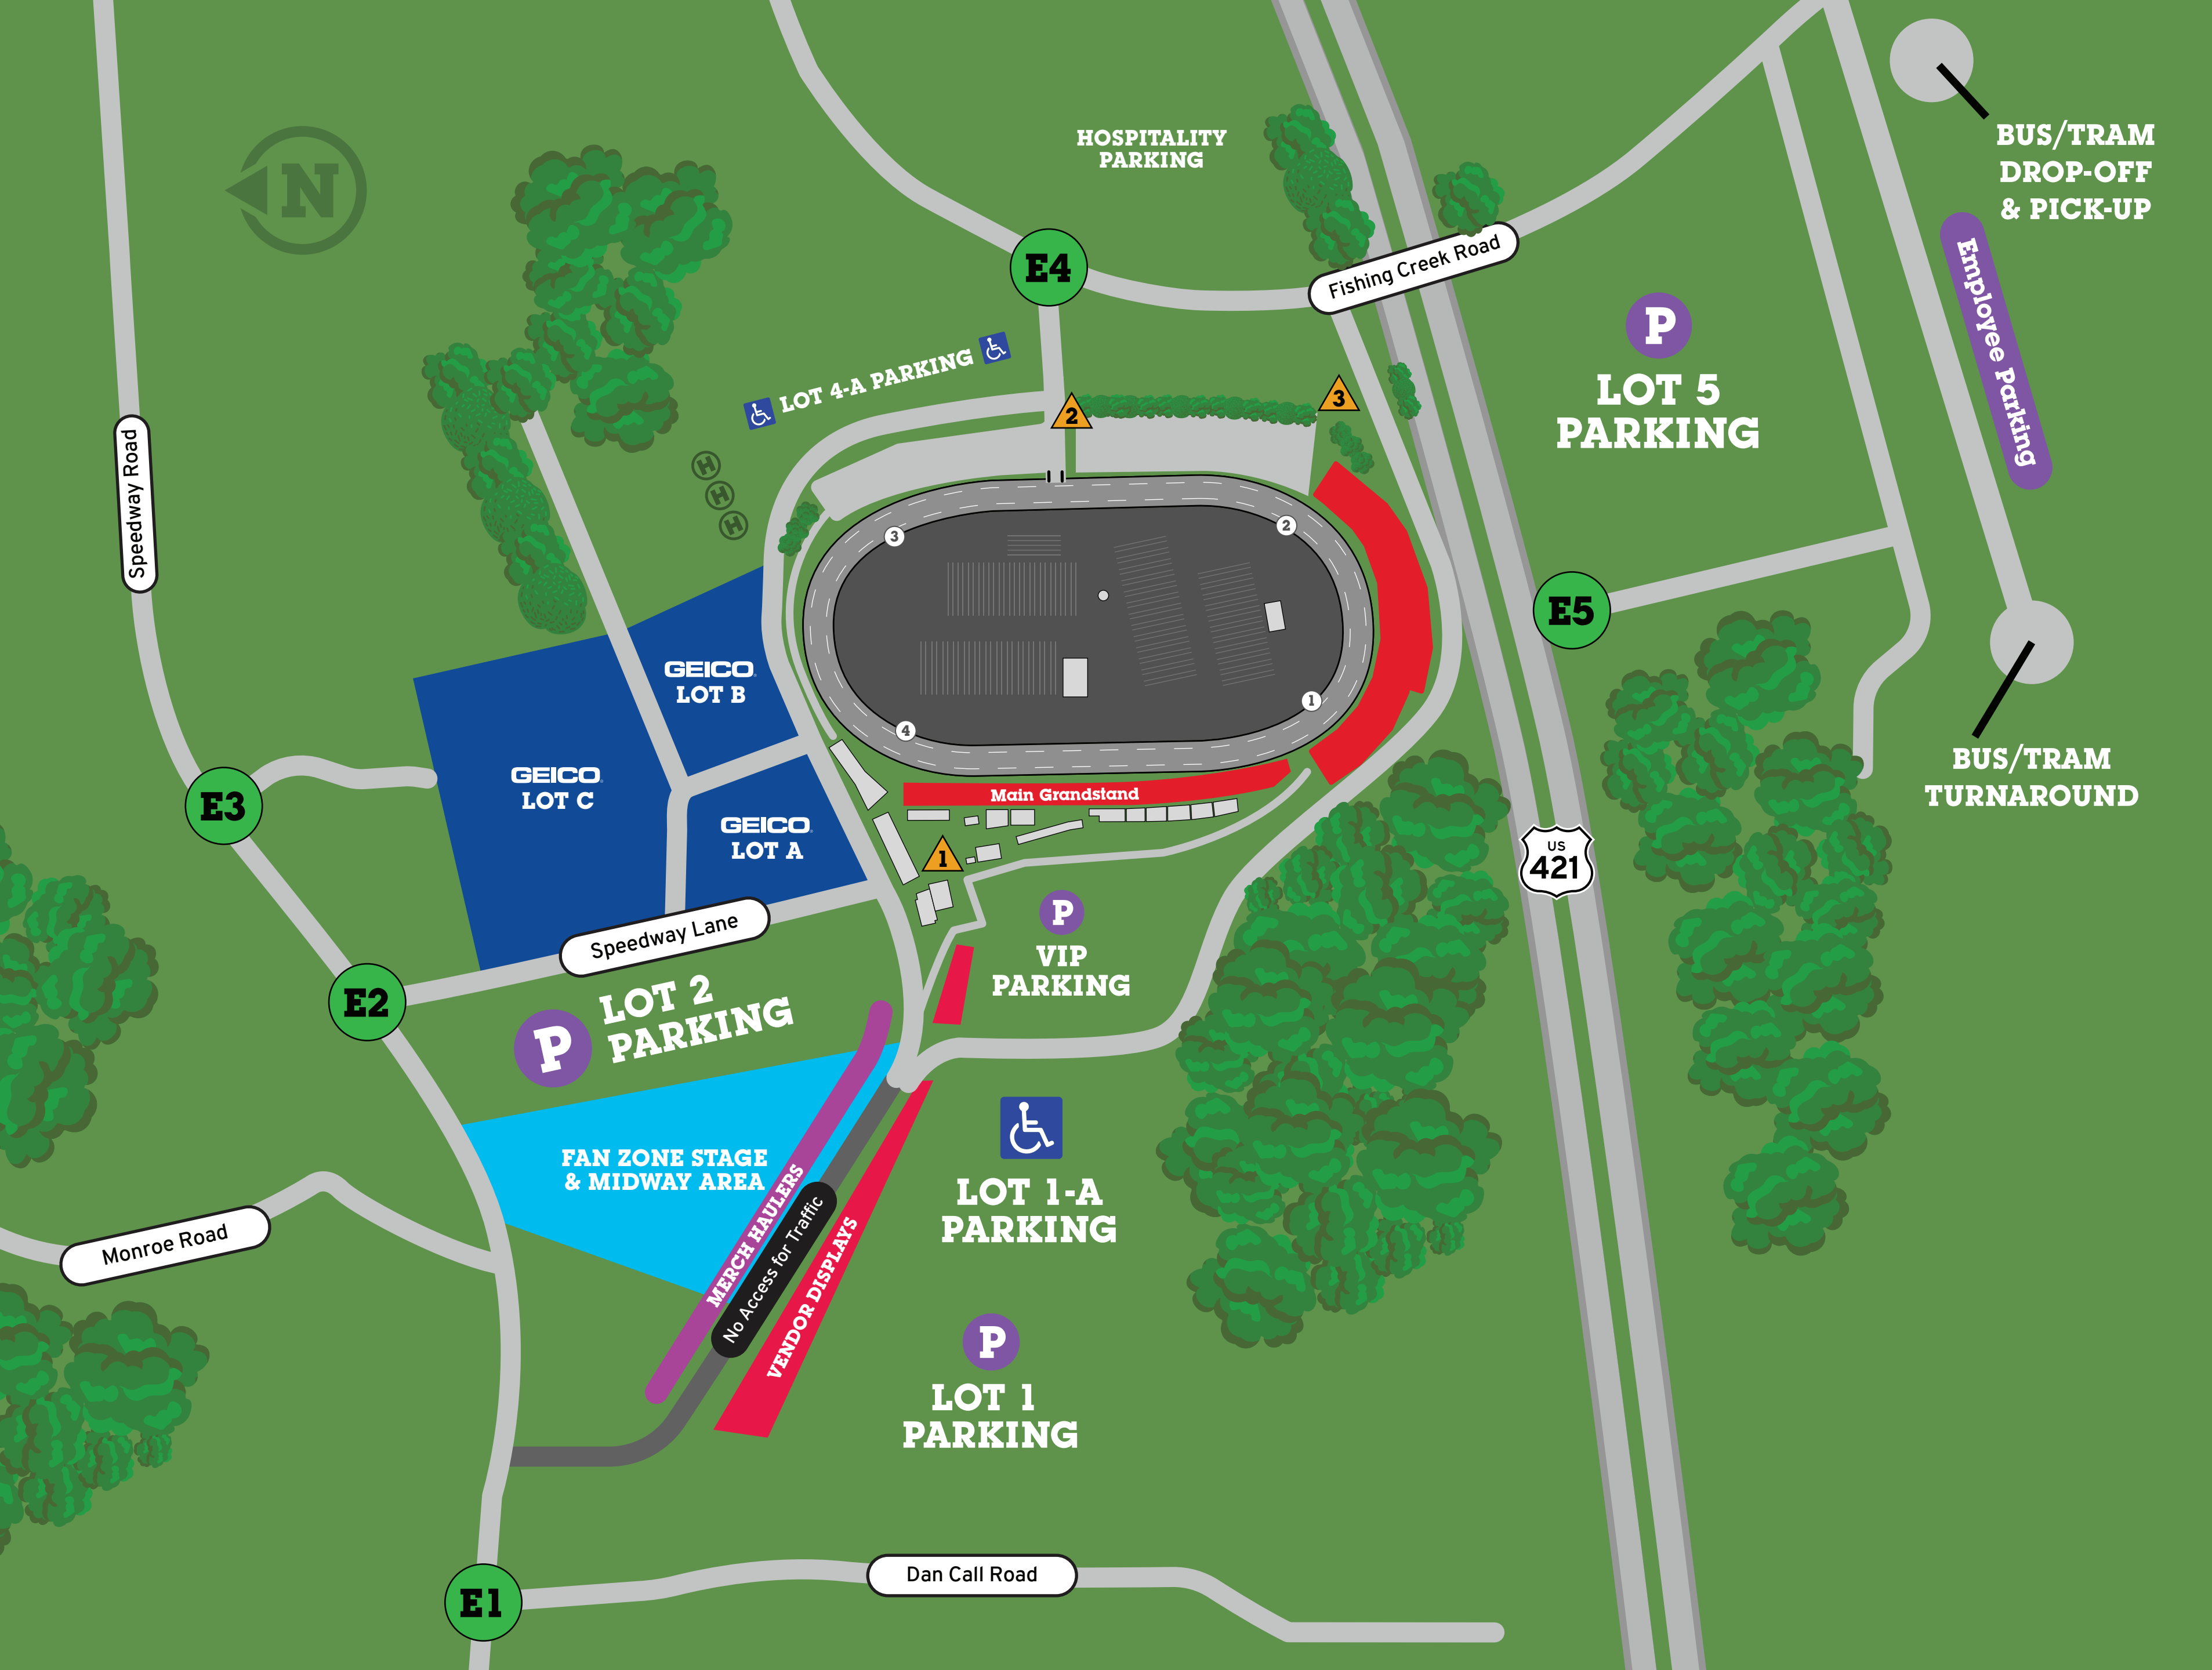 HOSPITALITY
PARKING
BUS/TRAM
DROP-OFF
& PICK-UP
N
E4
Fishing Creek Road
Employee Parking
P
LOT 5
PARKING
LOT 4-A PARKING
2
3
H
H
H
Speedway Road
3
2
E5
GEICO
LOT B
1
4
GEICO
LOT C
E3
Main Grandstand
BUS/TRAM
TURNAROUND
GEICO
LOT A
1
US
421
Speedway Lane
P
VIP
PARKING
E2
LOT 2
PARKING
P
FAN ZONE STAGE
& MIDWAY AREA
MERCH HAULERS
No Access for Traffic
VENDOR DISPLAYS
LOT 1-A
PARKING
Monroe Road
P
LOT 1
PARKING
Dan Call Road
E1